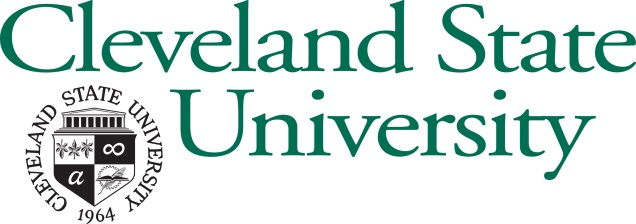 Cleveland State
University
CLEVELAND STATE UNIVERSITY
∞
a
1964